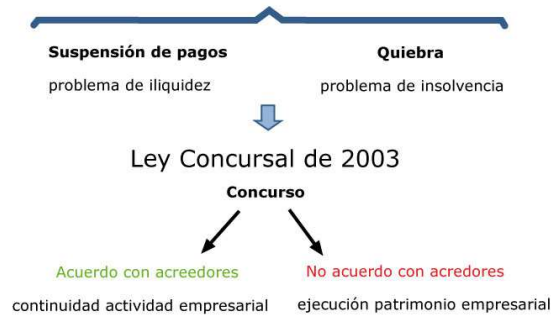 Suspensión de pagos
Quiebra
problema de iliquidez
problema de insolvencia
Ley Concursal de 2003
Concurso
Acuerdo con acreedores
No acuerdo con acredores
continuidad actividad empresarial
ejecución patrimonio empresarial